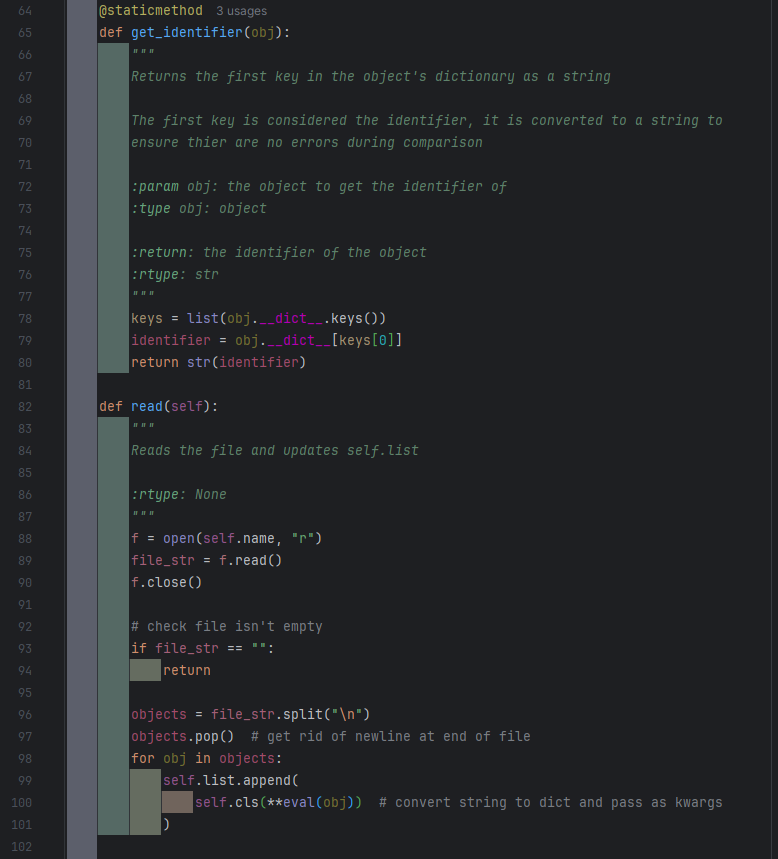 64 @staticmethod 3 usages
65 def get_identifier(obj):
66 """
67 Returns the first key in the object's dictionary as a string
68
69 The first key is considered the identifier, it is converted to a string to
70 ensure thier are no errors during comparison
71
72 :param obj: the object to get the identifier of
73 :type obj: object
74
75 :return: the identifier of the object
76 :rtype: str
77 """
78 keys = list(obj.__dict__.keys())
79 identifier = obj.__dict__[keys[0]]
80 return str(identifier)
81
82 def read(self):
83 """
84 Reads the file and updates self.list
85
86 :rtype: None
87 """
88 f = open(self.name, "r")
89 file_str = f.read()
90 f.close()
91
92 # check file isn't empty
93 if file_str == "":
94 return
95
96 objects = file_str.split("\n")
97 objects.pop() # get rid of newline at end of file
98 for obj in objects:
99 self.list.append(
100 self.cls(**eval(obj)) # convert string to dict and pass as kwargs
101 )
102